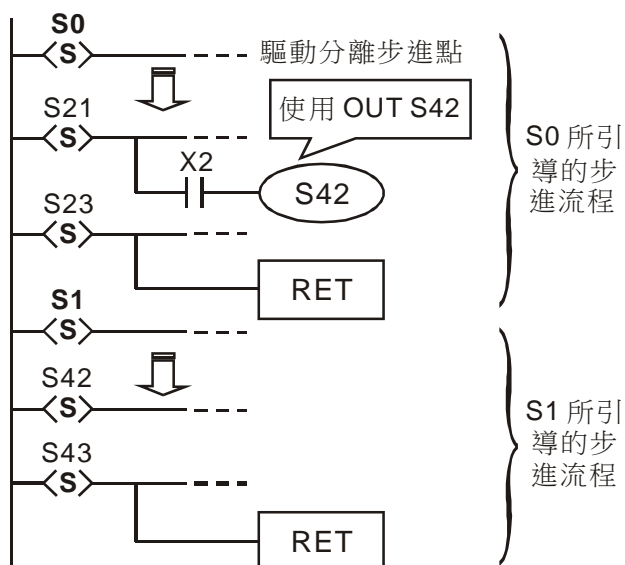 S0
S
驅動分離步進點
S21
使用 OUT S42
S
X2
S42
S23
S
RET
S0 所引
導的步
進流程
S1
S
S42
S
S43
S
RET
S1 所引
導的步
進流程